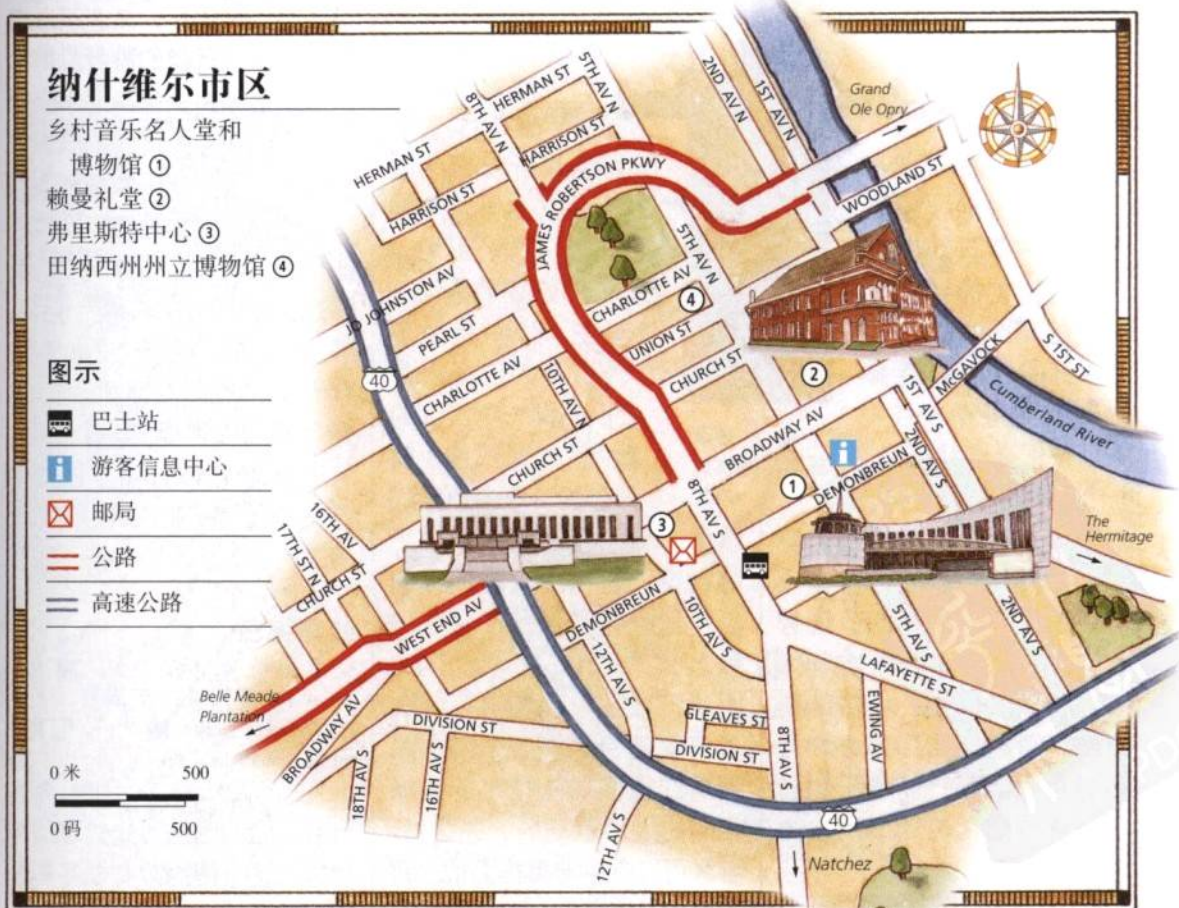 纳什维尔市区
乡村音乐名人堂和
博物馆 ①
赖曼礼堂 ②
弗里斯特中心 ③
田纳西州州立博物馆 ④
图示
巴士站
游客信息中心
邮局
公路
高速公路
0 米 500
0 码 500
HERMAN ST
5TH AV N
2ND AV N
1ST AV N
Grand
Ole Opry
8TH AV N
HARRISON ST
HERMAN ST
HARRISON ST
JAMES ROBERTSON PKWY
WOODLAND ST
5TH AV N
JO JOHNSTON AV
CHARLOTTE AV
④
PEARL ST
UNION ST
S 1ST ST
40
CHARLOTTE AV
10TH AV N
CHURCH ST
②
McGAVOCK
1ST AV S
Cumberland River
BROADWAY AV
2ND AV S
CHURCH ST
i
DEMONBREUN
①
8TH AV S
16TH AV
17TH ST N
③
The
Hermitage
CHURCH ST
WEST END AV
DEMONBREUN
10TH AV S
5TH AV S
2ND AV S
12TH AV S
LAFAYETTE ST
Belle Meade
Plantation
BROADWAY AV
DIVISION ST
GLEAVES ST
EWING AV
DIVISION ST
8TH AV S
18TH AV S
16TH AV S
12TH AV S
40
Natchez